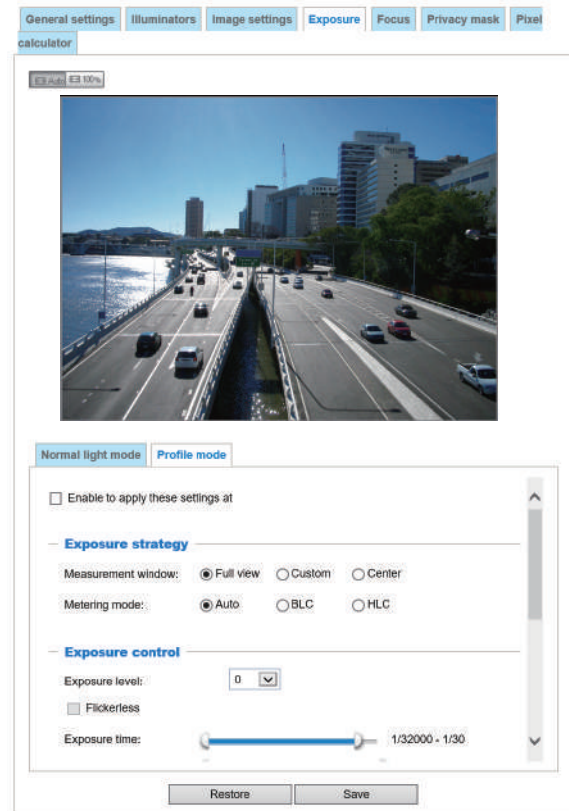 General settings Illuminators Image settings Exposure Focus Privacy mask Pixel
calculator
Auto 100%
Normal light mode Profile mode
Enable to apply these settings at
Exposure strategy
Measurement window: Full view Custom Center
Metering mode: Auto BLC HLC
Exposure control
Exposure level: 0
Flickerless
Exposure time: 1/32000 - 1/30
Restore Save